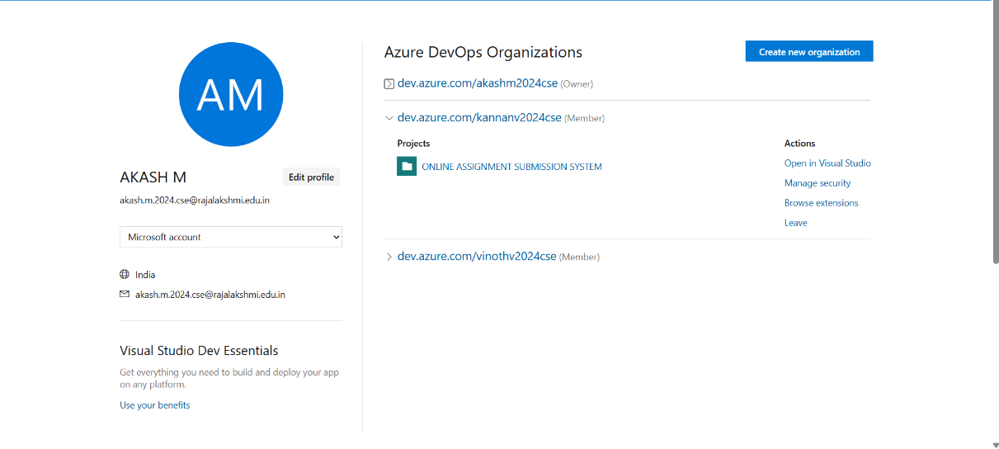 AM
AKASH M
Edit profile
akash.m.2024.cse@rajalakshmi.edu.in
Microsoft account
India
akash.m.2024.cse@rajalakshmi.edu.in
Visual Studio Dev Essentials
Get everything you need to build and deploy your app
on any platform.
Use your benefits
Azure DevOps Organizations
Create new organization
dev.azure.com/akashm2024cse (Owner)
dev.azure.com/kannanv2024cse (Member)
Projects
ONLINE ASSIGNMENT SUBMISSION SYSTEM
Actions
Open in Visual Studio
Manage security
Browse extensions
Leave
dev.azure.com/vinothv2024cse (Member)